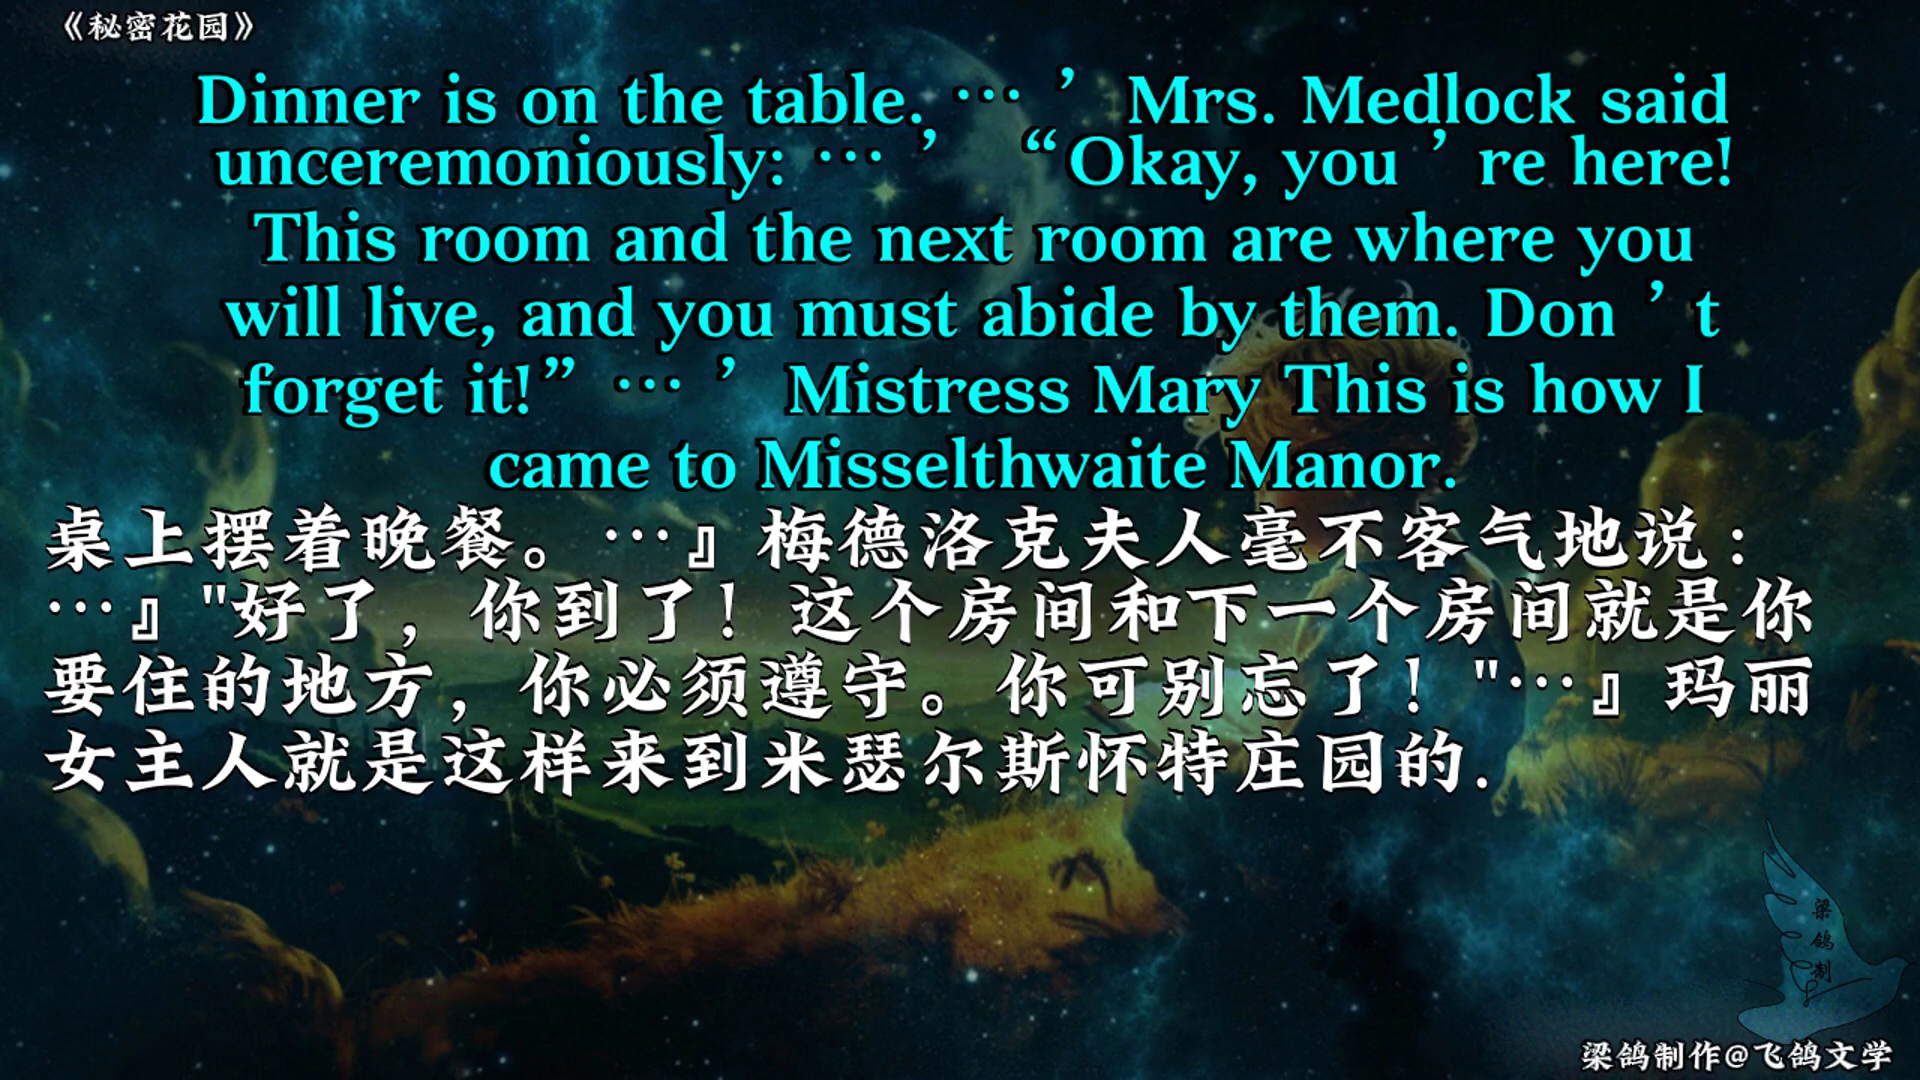 《秘密花园》
Dinner is on the table. … ’ Mrs. Medlock said
unceremoniously: … ’ “Okay, you ’ re here!
This room and the next room are where you
will live, and you must abide by them. Don ’ t
forget it!” … ’ Mistress Mary This is how I
came to Misselthwaite Manor.
桌上摆着晚餐。…』梅德洛克夫人毫不客气地说：
…』"好了，你到了！这个房间和下一个房间就是你
要住的地方，你必须遵守。你可别忘了！"…』玛丽
女主人就是这样来到米瑟尔斯怀特庄园的.
梁
鸽
制
梁鸽制作@飞鸽文学